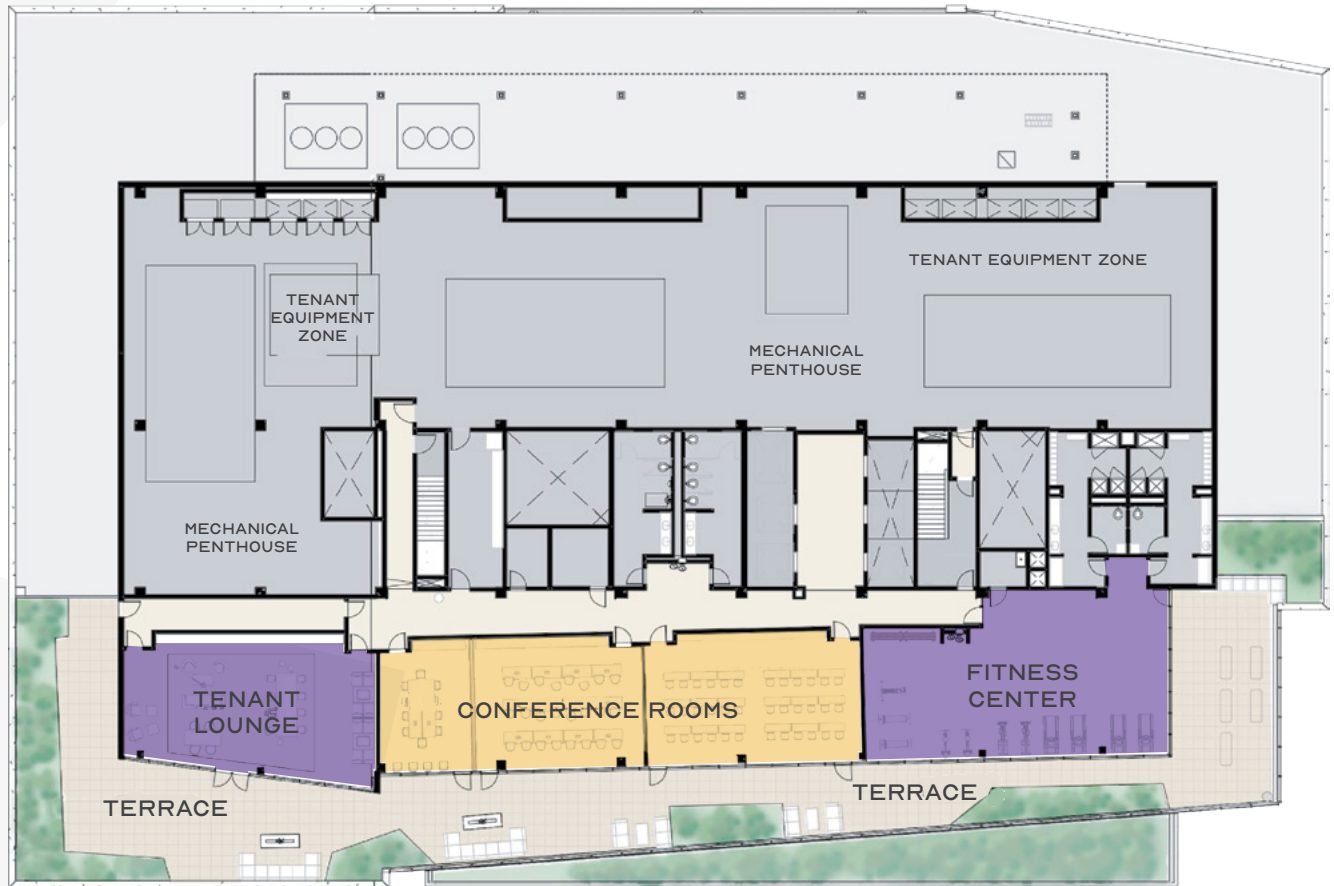 TENANT EQUIPMENT ZONE
TENANT
EQUIPMENT
ZONE
MECHANICAL
PENTHOUSE
MECHANICAL
PENTHOUSE
TENANT
LOUNGE
CONFERENCE ROOMS
FITNESS
CENTER
TERRACE
TERRACE